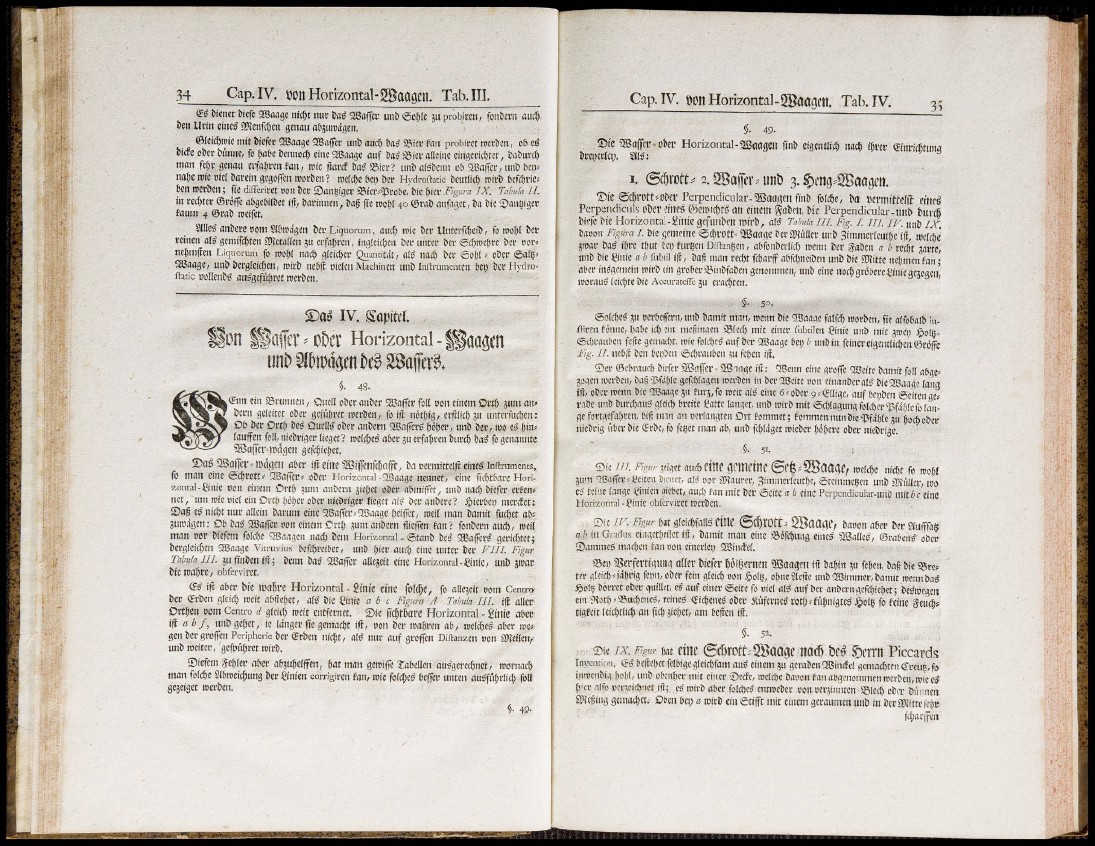 34 Cap. IV. von Horizontal-Waagen. Tab. III.
Es dienet diese Waage nicht nur das Wasser und Sohle zu probiren, sondern auch
den Urin eines Menschen genau abzuwägen.
Gleichwie mit dieser Waage Wasser und auch das Bier kan probiret werden, ob es
dicke oder dünne, so habe dennoch eine Waage auf das Bier alleine eingerichtet, dadurch
man sehr genau erfahren kan, wie starck das Bier? und alsdenn ob Wasser, und bey-
nahe wie viel darein gegossen worden? welche bey der Hydrostatic deutlich wird beschrie-
ben werden; sie differiret von der Dantziger Bier-Probe, die hier Figura IX. Tabula II.
in rechter Grösse abgebildet ist, darinnen, daß sie wohl 40 Grad ansaget, da die Dantziger
kaum 4 Grad weiset.
Alles andere vom Abwägen der Liquorum, auch wie der Unterscheid, so wohl der
reinen als gemischten Metallen zu erfahren, ingleichen der unter der Schwehre der vor-
nehmsten Liquorum so wohl nach gleicher Quantität, als nach der Sohl- oder Saltz-
Waage, und dergleichen, wird nebst vielen Machinen und Instrumenten bey der Hydro-
static vollends ausgeführet werden.
Das IV. Capitel.
Von Wasser- oder Horizontal-Waagen
und Abwägen des Wassers.
§. 48.
WEnn ein Brunnen, Quell oder ander Wasser soll von einem Orth zum an-
dern geleitet oder geführet werden, so ist nöthig, erstlich zu untersuchen:
Ob der Orth des Quells oder andern Wassers höher, und der, wo es hin-
lauffen soll, niedriger lieget? welches aber zu erfahren durch das so genannte
Wasser-wägen geschiehet.
Das Wasser-wägen aber ist eine Wissenschafft, da vermittelst eines Instruments,
so man eine Schrott- Wasser- oder Horizontal-Waage nennet, eine sichtbare Hori-
zontal-Linie von einem Orth zum andern ziehet oder abmisset, und nach dieser erken-
net, um wie viel ein Orth höher oder niedriger lieget als der andere? Hierbey mercket:
Daß es nicht nur allein darum eine Wasser-Waage heisset, weil man damit suchet ab-
zuwägen: Ob das Wasser von einem Orth zum andern fliessen kan? sondern auch, weil
man vor diesem solche Waagen nach dem Horizontal-Stand des Wassers gerichtet;
dergleichen Waage Vitruvius beschreibet, und hier auch eine unter der VIII. Figur
Tabula III. zu finden ist; denn das Wasser allezeit eine Horizontal-Linie, und zwar
die wahre, observiret.
Es ist aber die wahre Horizontal-Linie eine solche, so allezeit vom Centro
der Erden gleich weit abstehet, als die Linie a b c Figura A Tabula III. ist aller
Orthen vom Centro d gleich weit entfernet. Die sichtbare Horizontal-Linie aber
ist a b f, und gehet, ie länger sie gemacht ist, von der wahren ab, welches aber we-
gen der grossen Peripherie der Erden nicht, als nur auf grossen Distanzen von Meilen,
und weiter, gespühret wird.
Diesem Fehler aber abzuhelffen, hat man gewisse Tabellen ausgerechnet, wornach
man solche Abweichung der Linien corrigiren kan, wie solches besser unten ausführlich soll
gezeiget werden.
§. 49.
Cap. IV. von Horizontal-Waagen. Tab. IV. 35
§. 49.
Die Wasser- oder Horizontal-Waagen sind eigentlich nach ihrer Einrichtung
dreyerley. Als:
1. Schrott- 2. Wasser- und 3. Heng-Waagen.
Die Schrott- oder Perpendicular-Waagen sind solche, da vermittelst eines
Perpendiculs oder eines Gewichts an einem Faden, die Perpendicular- und durch
diese die Horizontal-Linie gefunden wird, als Tabula III. Fig. I. III. IV. und IX.
davon Figura I. die gemeine Schrott-Waage der Müller und Zimmerleuthe ist, welche
zwar das ihre thut bey kurtzen Distantzen, absonderlich wenn der Faden a b recht zarte,
und die Linie a b subtil ist, daß man recht scharff abschneiden und die Mitte nehmen kan;
aber insgemein wird ein grober Bindfaden genommen, und eine noch gröbere Linie gezogen,
woraus leichte die Accuratesse zu erachten.
§. 50.
Solches zu verbessern, und damit man, wenn die Waage falsch worden, sie alsobald ju-
stiren könne, habe ich ein meßingen Blech mit einer subtilen Linie und mit zwey Holtz-
Schrauben feste gemacht, wie solches auf der Waage bey b und in seiner eigentlichen Grösse
Fig. II. nebst den beyden Schrauben zu sehen ist.
Der Gebrauch dieser Wasser-Waage ist: Wenn eine grosse Weite damit soll abge-
zogen werden, daß Pfähle geschlagen werden in der Weite von einander als die Waage lang
ist, oder wenn die Waage zu kurz, so weit als eine 6- oder 9-Ellige, auf beyden Seiten ge-
rade und durchaus gleich breite Latte langet, und wird mit Schlagung solcher Pfähle so lan-
ge fortgefahren, biß man an verlangten Ort kommet; kommen nun die Pfähle zu hoch oder
niedrig über die Erde, so setzet man ab, und schläget wieder höhere oder niedrige.
§. 51.
Die III. Figur zeiget auch eine gemeine Setz-Waage, welche nicht so wohl
zum Wasser-Leiten dienet, als vor Maurer, Zimmerleuthe, Steinmetzen und Müller, wo
es keine lange Linien giebet, auch kan mit der Seite a b eine Perpendicular-und mit b c eine
Horizontal-Linie observiret werden.
Die IV. Figur hat gleichfalls eine Schrott-Waage, davon aber der Auffsatz
a b in Gradus eingetheilet ist, damit man eine Böschung eines Walles, Grabens oder
Dammes machen kan von einerley Winckel.
Bey Verfertigung aller dieser höltzernen Waagen ist dahin zu sehen, daß die Bre-
ter gleich-jährig seyn, oder fein gleich von Holtz, ohne Aeste und Wimmer, damit wenn das
Holtz dorret oder quillet, es auf einer Seite so viel als auf der andern geschiehet; deswegen
ein Roth-Buchenes, reines Eichenes oder Küfernes roth-kühnigtes Holtz so keine Feuch-
tigkeit leichtlich an sich ziehet, am besten ist.
§. 52.
Die IX. Figur hat eine Schrott-Waage nach des Herrn Piccards
Invention. Es bestehet selbige gleichsam aus einem zu geraden Winckel gemachten Creutz, so
inwendig hohl, und obenher mit einer Decke, welche davon kan abgenommen werden, wie es
hier also verzeichnet ist; es wird aber solches entweder von verzinnten Blech oder dünnen
Meßing gemachet. Oben bey a wird ein Stifft mit einem geraumen und in der Mitte sehr
scharffen